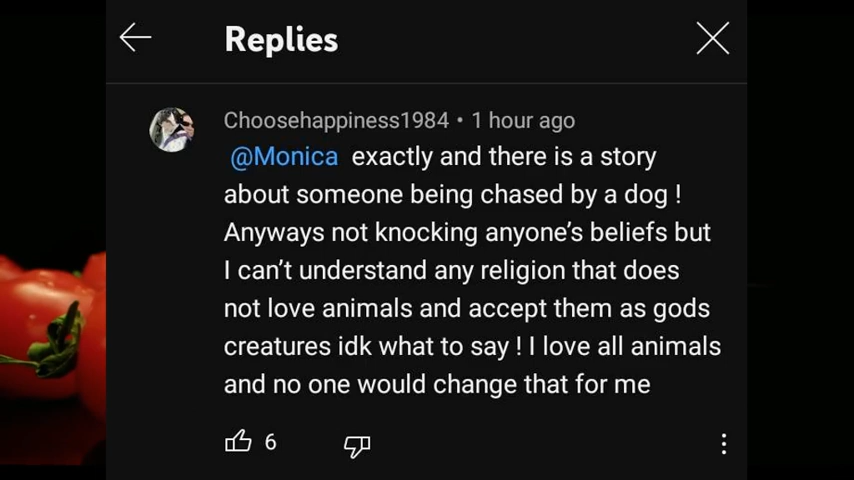 Replies
Choosehappiness1984 • 1 hour ago
@Monica exactly and there is a story
about someone being chased by a dog !
Anyways not knocking anyone’s beliefs but
I can’t understand any religion that does
not love animals and accept them as gods
creatures idk what to say ! I love all animals
and no one would change that for me
6